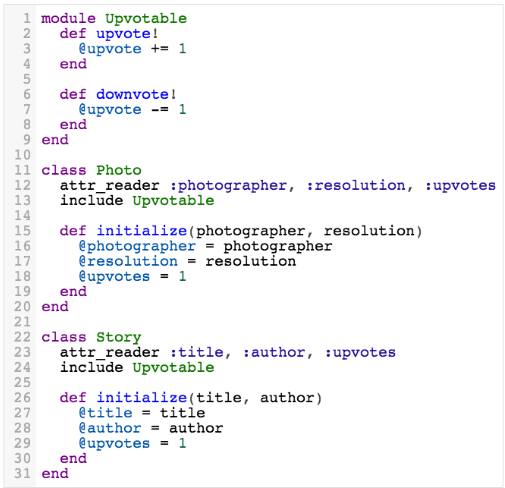 1 module Upvotable
2   def upvote!
3     @upvote += 1
4   end
5
6   def downvote!
7     @upvote -= 1
8   end
9 end
10
11 class Photo
12   attr_reader :photographer, :resolution, :upvotes
13   include Upvotable
14
15   def initialize(photographer, resolution)
16     @photographer = photographer
17     @resolution = resolution
18     @upvotes = 1
19   end
20 end
21
22 class Story
23   attr_reader :title, :author, :upvotes
24   include Upvotable
25
26   def initialize(title, author)
27     @title = title
28     @author = author
29     @upvotes = 1
30   end
31 end